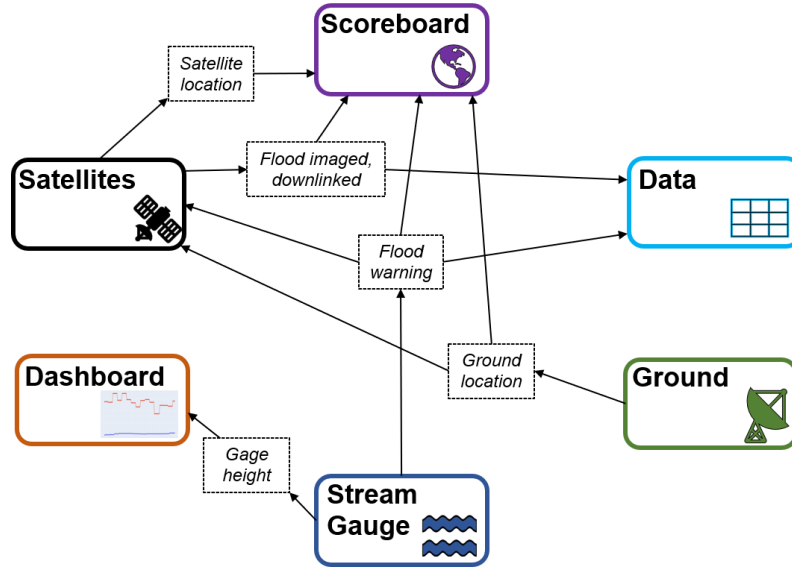 Scoreboard
Satellite
location
Flood imaged,
downlinked
Satellites
Data
Flood
warning
Dashboard
Ground
location
Ground
Gage
height
Stream
Gauge